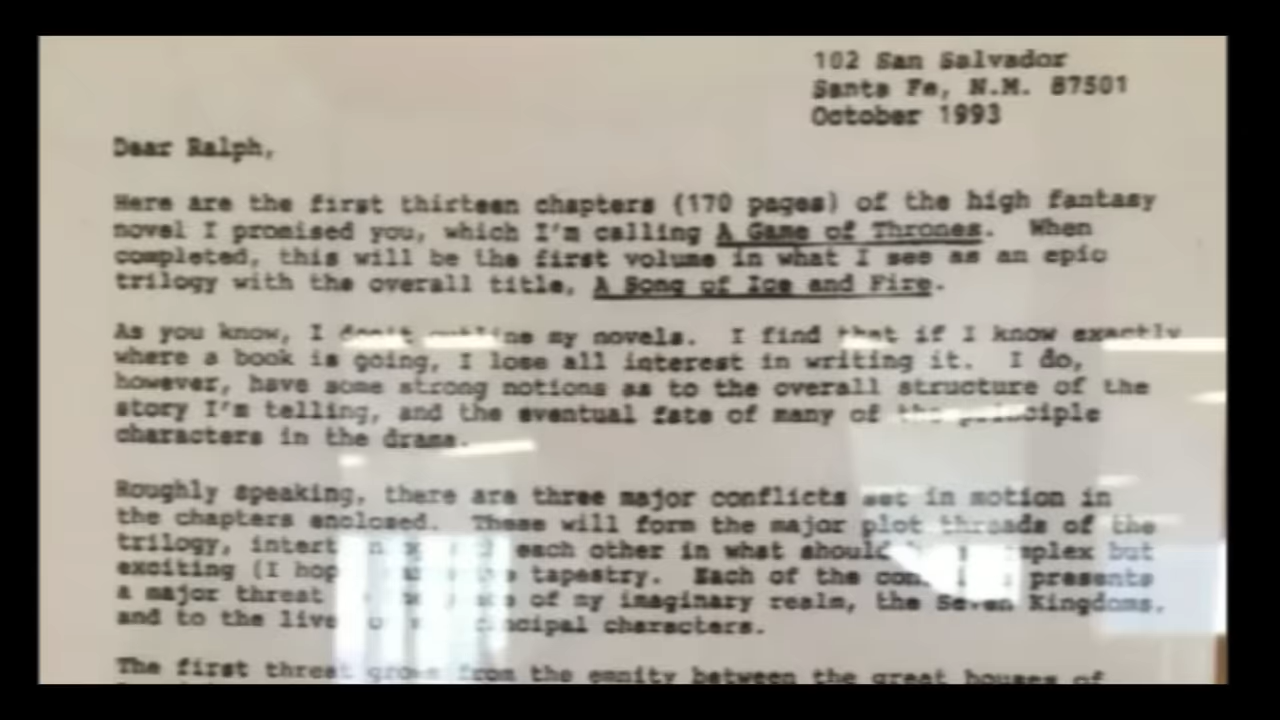 102 San Salvador
Santa Fe, N.M. 87501
October 1993
Dear Ralph,
Here are the first thirteen chapters (170 pages) of the high fantasy
novel I promised you, which I'm calling A Game of Thrones. When
completed, this will be the first volume in what I see as an epic
trilogy with the overall title, A Song of Ice and Fire.
As you know, I don't outline my novels. I find that if I know exactly
where a book is going, I lose all interest in writing it. I do,
however, have some strong notions as to the overall structure of the
story I'm telling, and the eventual fate of many of the principle
characters in the drama.
Roughly speaking, there are three major conflicts set in motion in
the chapters enclosed. These will form the major plot threads of the
trilogy, each other in what should but
exciting (I tapestry. Each of the presents
a major threat of my imaginary realm, the Seven Kingdoms,
and to the characters.
The first threat grows from the enmity between the great houses of